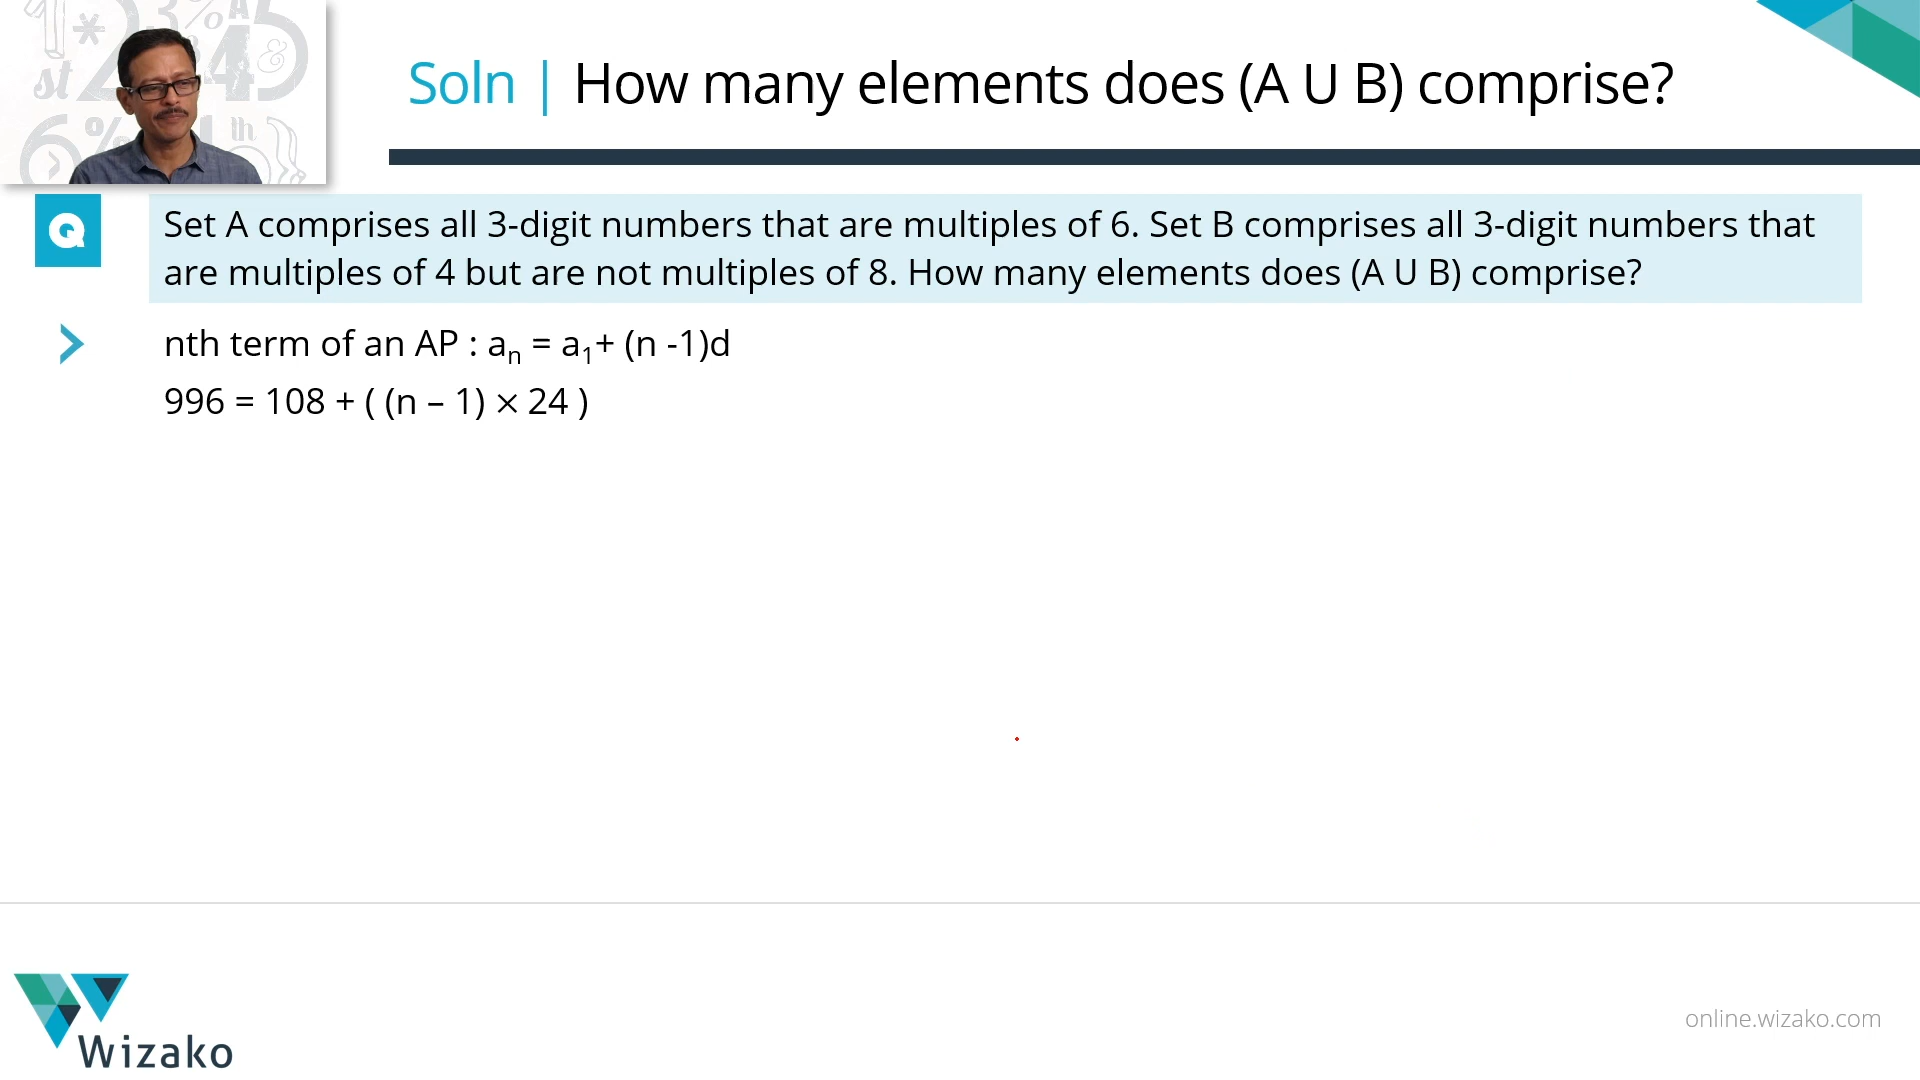 Soln | How many elements does (A U B) comprise?
Q
Set A comprises all 3-digit numbers that are multiples of 6. Set B comprises all 3-digit numbers that
are multiples of 4 but are not multiples of 8. How many elements does (A U B) comprise?
nth term of an AP : aₙ = a₁+ (n -1)d
996 = 108 + ( (n – 1) × 24 )
Wizako
online.wizako.com